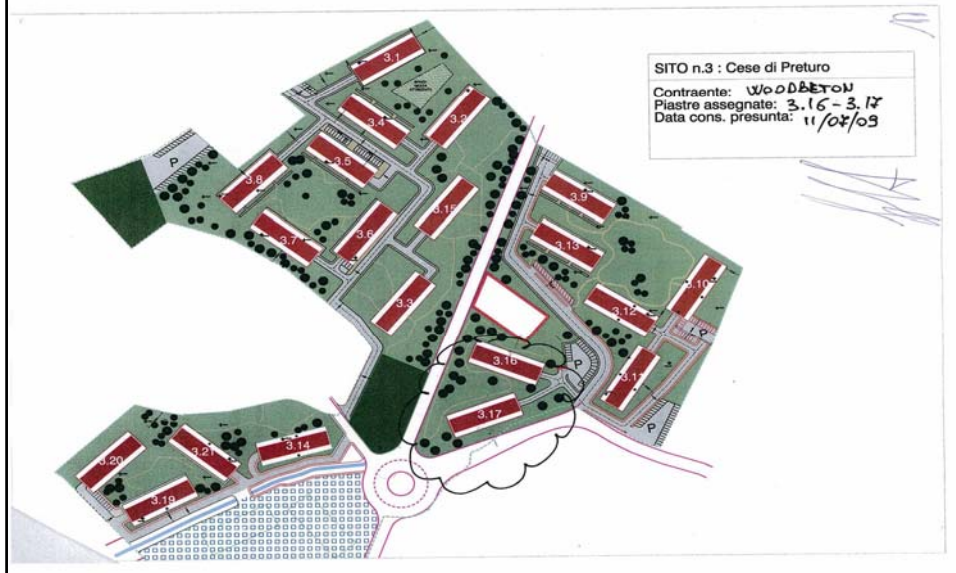 SITO n.3 : Cese di Preturo
Contraente: WOODBETON
Piastre assegnate: 3.16 - 3.17
Data cons. presunta: 11/07/09
3.1
3.4
3.2
3.5
P
3.8
3.15
3.9
3.7
3.6
3.13
3.10
3.3
3.12
P
3.16
P
3.11
3.17
P
3.14
3.21
3.20
3.19